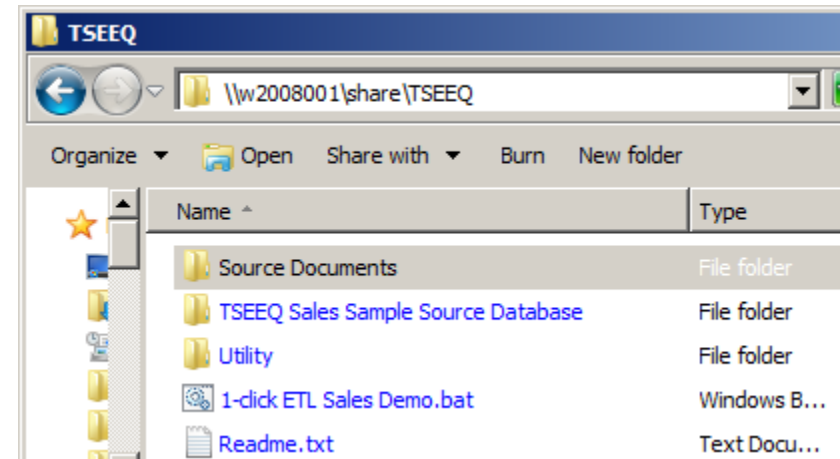 TSEEQ
\\w2008001\share\TSEEQ
Organize Open Share with Burn New folder
Name Type
Source Documents File folder
TSEEQ Sales Sample Source Database File folder
Utility File folder
1-click ETL Sales Demo.bat Windows B...
Readme.txt Text Docu...